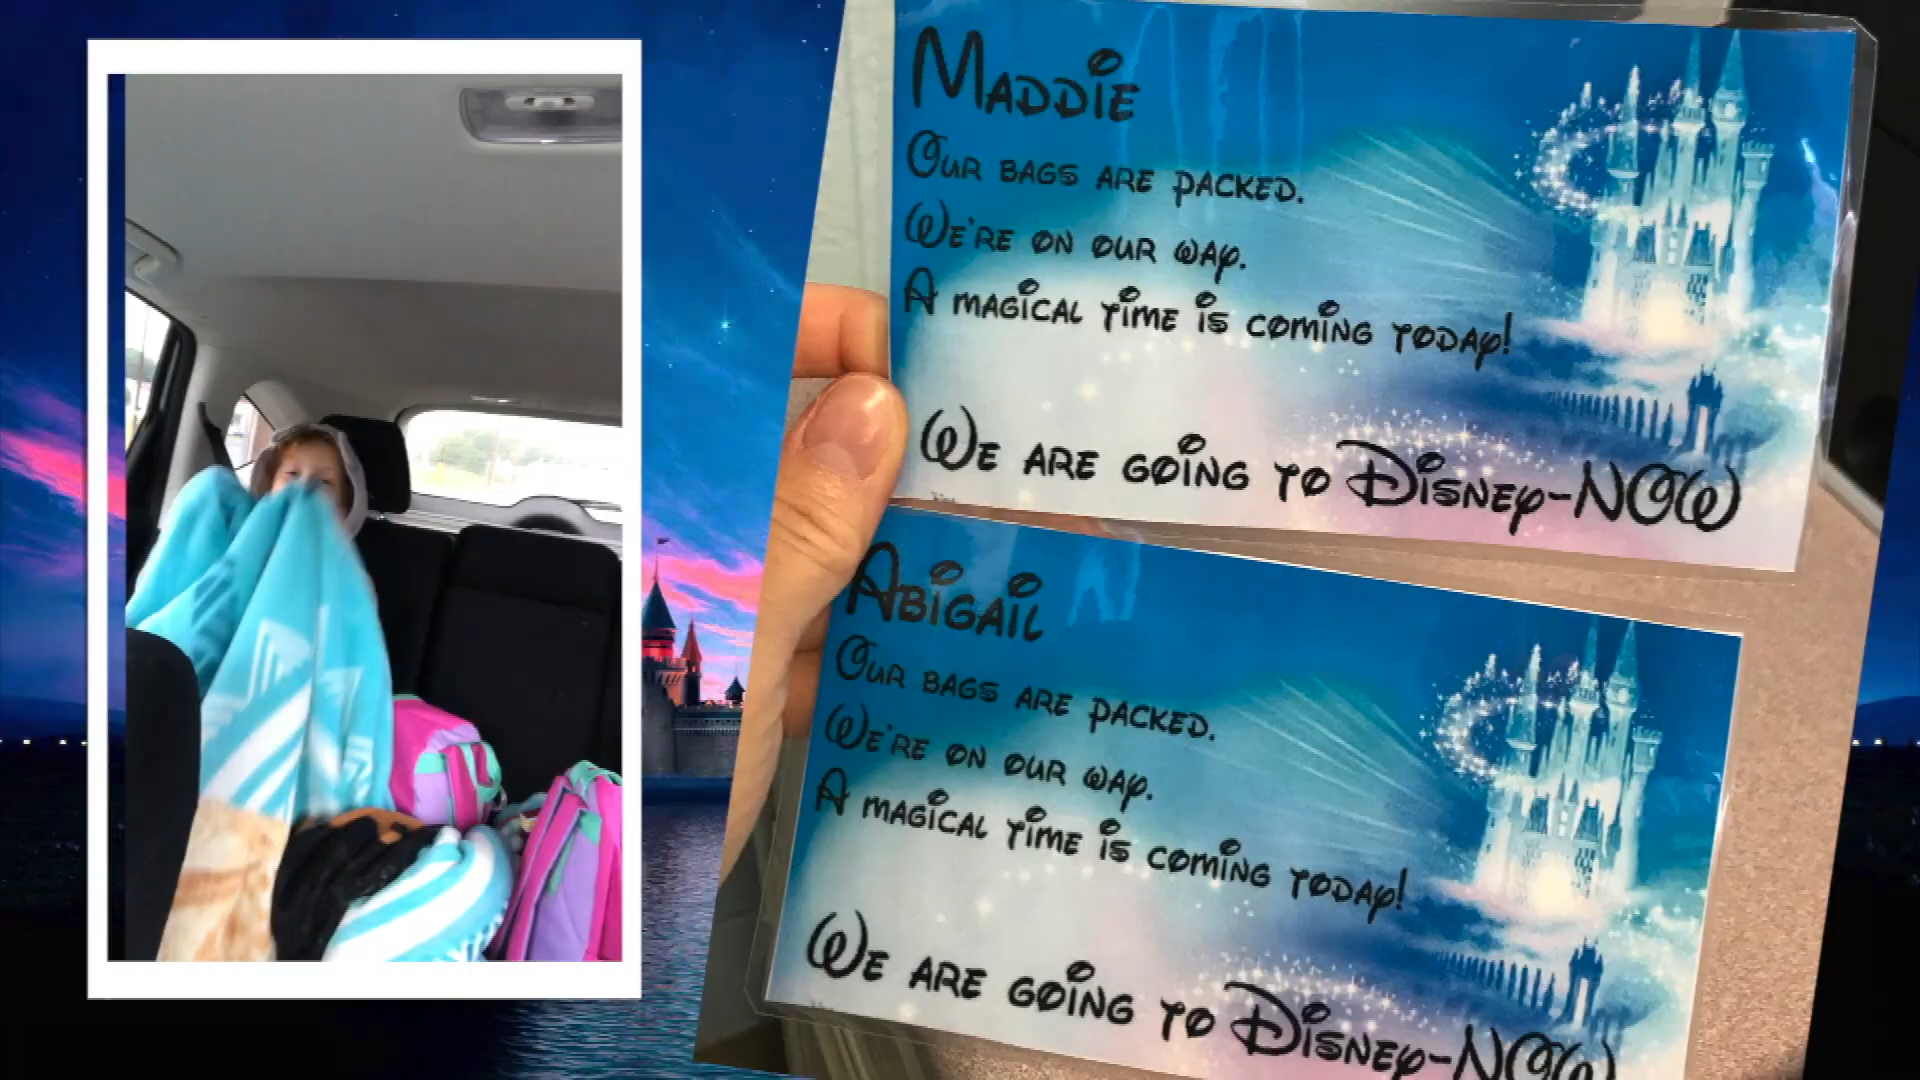 Maddie
Our bags are packed.
We're on our way.
A magical time is coming today!
We are going to Disney-NOW
Abigail
Our bags are packed.
We're on our way.
A magical time is coming today!
We are going to Disney-NOW